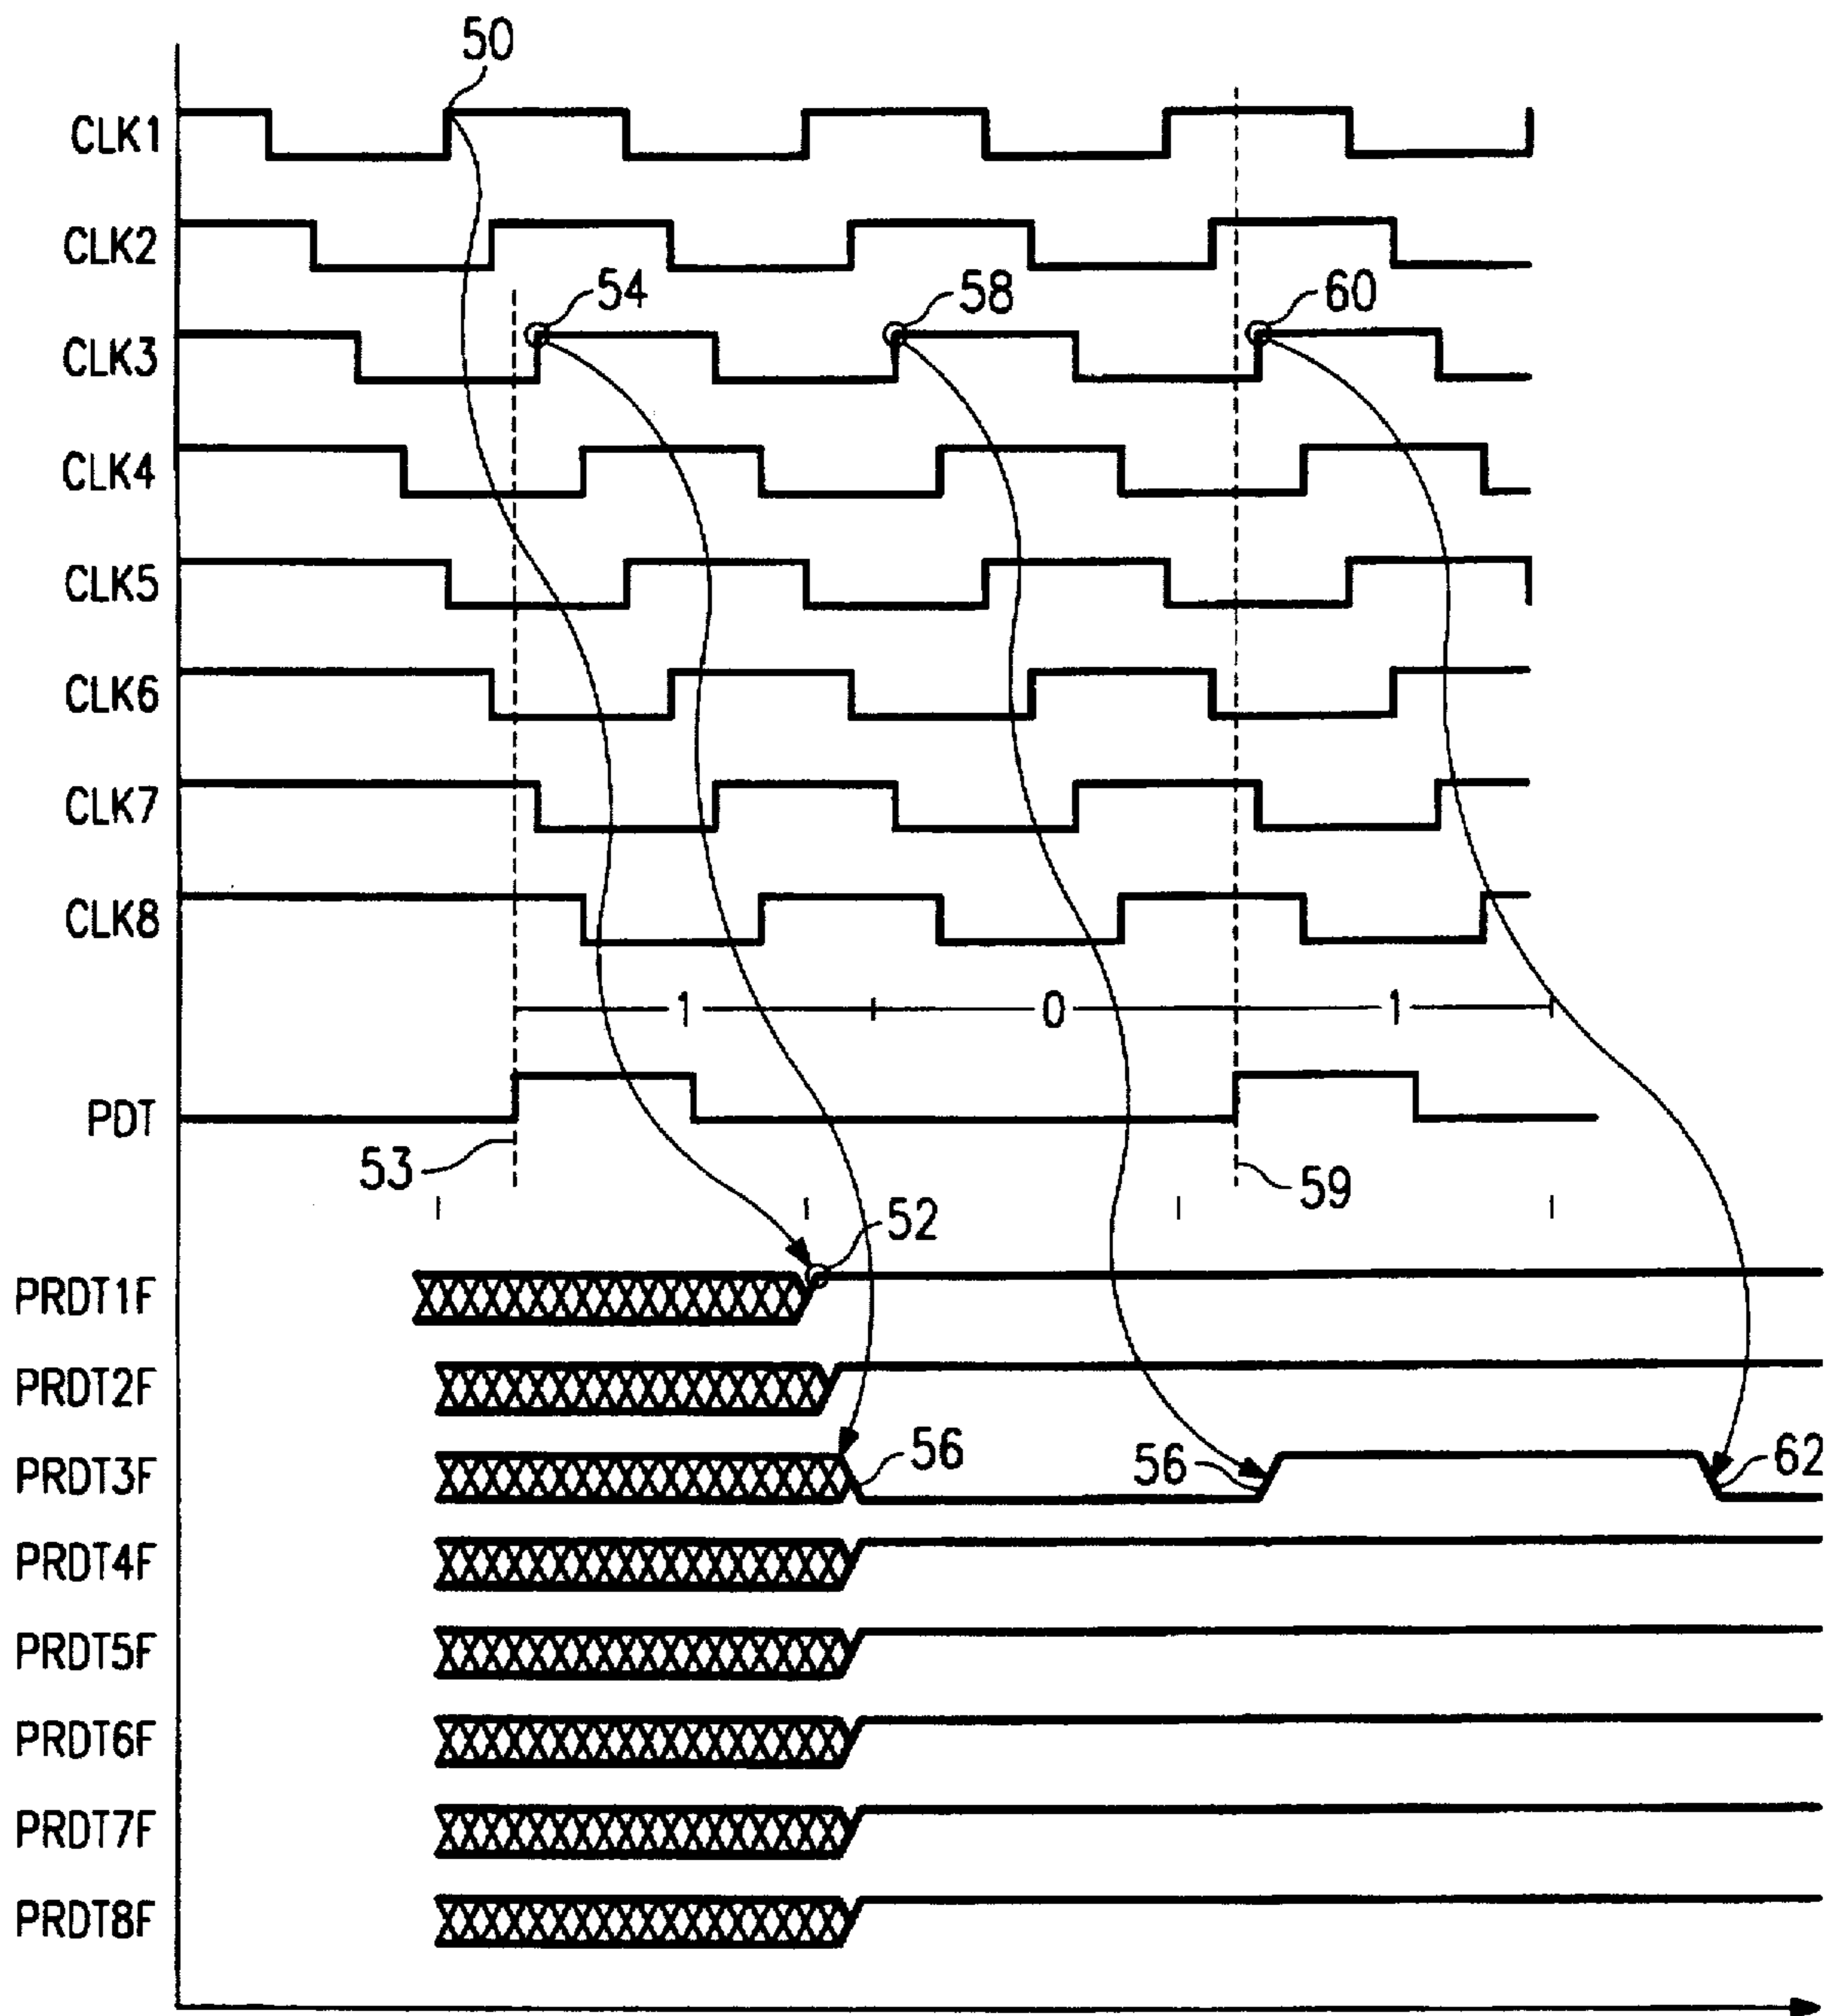 50
CLK1
CLK2
54
58
60
CLK3
CLK4
CLK5
CLK6
CLK7
CLK8
1
0
1
PDT
53
59
52
PRDT1F
PRDT2F
PRDT3F
56
56
62
PRDT4F
PRDT5F
PRDT6F
PRDT7F
PRDT8F